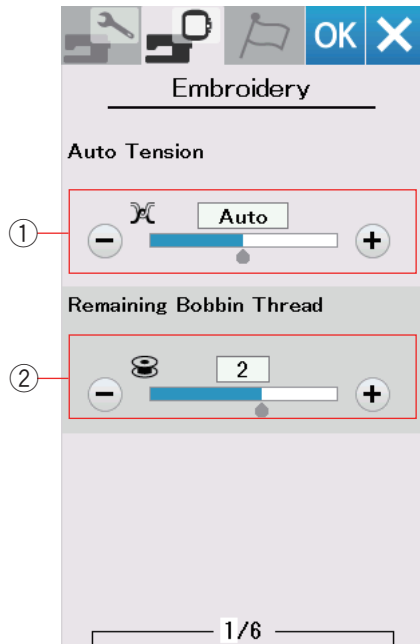 OK
Embroidery
Auto Tension
① Auto
Remaining Bobbin Thread
② 2
1/6